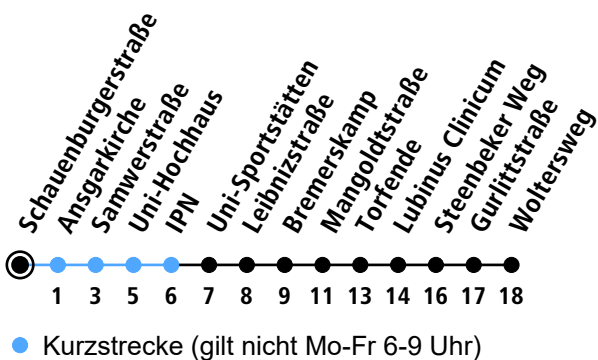 Schauenburgerstraße
Ansgarkirche
Samwerstraße
Uni-Hochhaus
IPN
Uni-Sportstätten
Leibnizstraße
Bremerskamp
Mangoldtstraße
Torfende
Lubinus Clinicum
Steenbeker Weg
Gurlittstraße
Woltersweg
1 3 5 6 7 8 9 11 13 14 16 17 18
Kurzstrecke (gilt nicht Mo-Fr 6-9 Uhr)